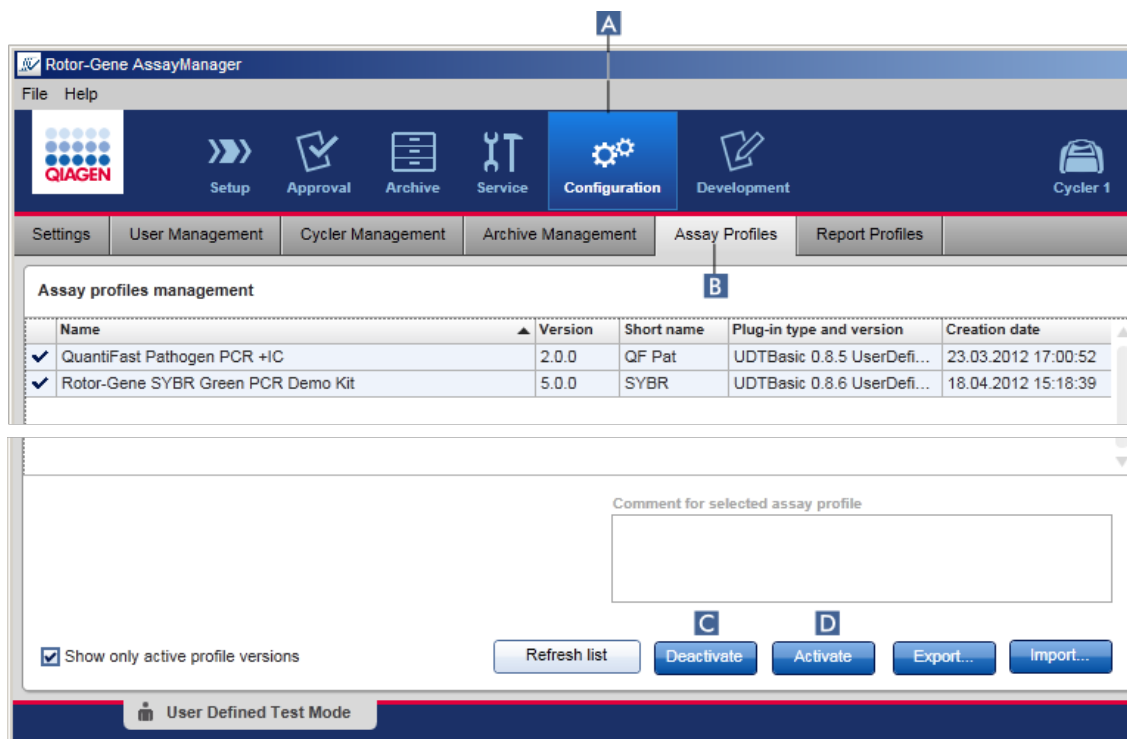 A
Rotor-Gene AssayManager
File Help
QIAGEN
Setup Approval Archive Service Configuration Development Cycler 1
Settings User Management Cycler Management Archive Management Assay Profiles Report Profiles
B
Assay profiles management
Name Version Short name Plug-in type and version Creation date
QuantiFast Pathogen PCR +IC 2.0.0 QF Pat UDTBasic 0.8.5 UserDefi... 23.03.2012 17:00:52
Rotor-Gene SYBR Green PCR Demo Kit 5.0.0 SYBR UDTBasic 0.8.6 UserDefi... 18.04.2012 15:18:39
Comment for selected assay profile
C D
Show only active profile versions Refresh list Deactivate Activate Export... Import...
User Defined Test Mode